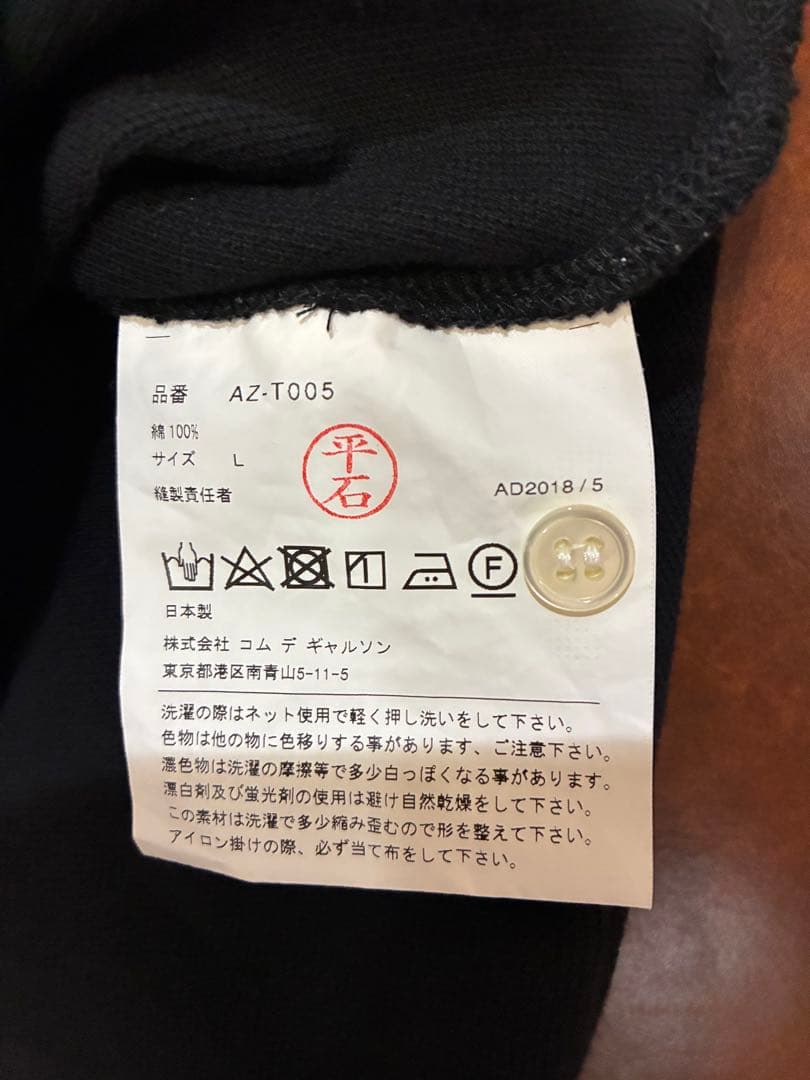 品番 AZ-T005
綿100%
サイズ L
縫製責任者
平石
AD2018/5
F
日本製
株式会社 コム デ ギャルソン
東京都港区南青山5-11-5
洗濯の際はネット使用で軽く押し洗いをして下さい。
色物は他の物に色移りする事があります、ご注意下さい。
濃色物は洗濯の摩擦等で多少白っぽくなる事があります。
漂白剤及び蛍光剤の使用は避け自然乾燥をして下さい。
この素材は洗濯で多少縮み歪むので形を整えて下さい。
アイロン掛けの際、必ず当て布をして下さい。